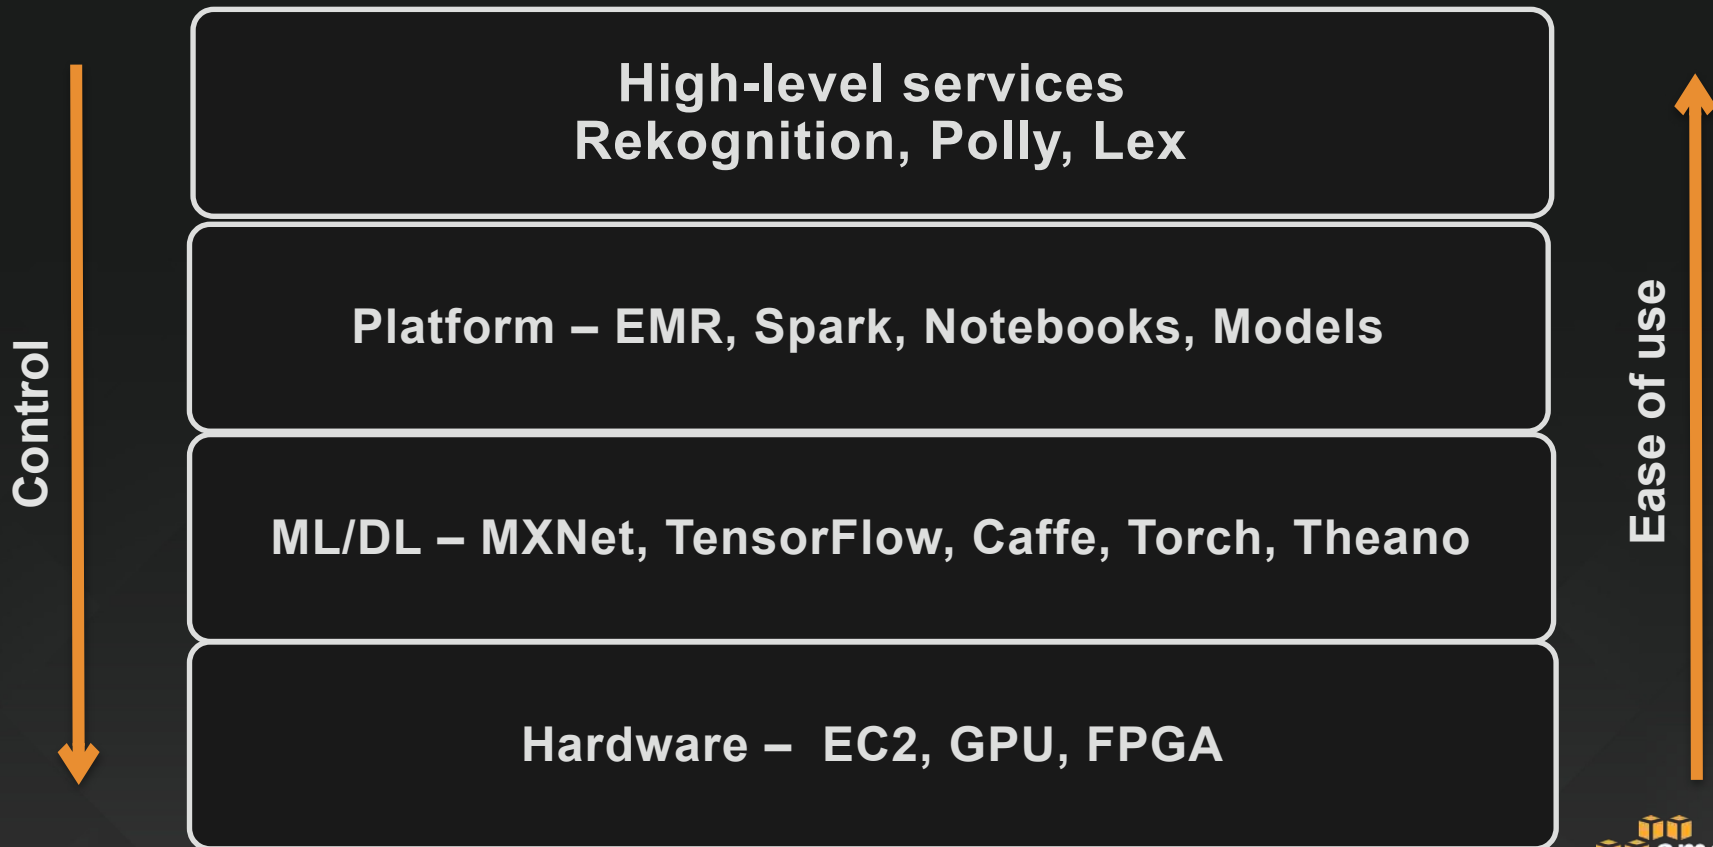 High-level services
Rekognition, Polly, Lex
Platform – EMR, Spark, Notebooks, Models
ML/DL – MXNet, TensorFlow, Caffe, Torch, Theano
Hardware – EC2, GPU, FPGA
Control
Ease of use